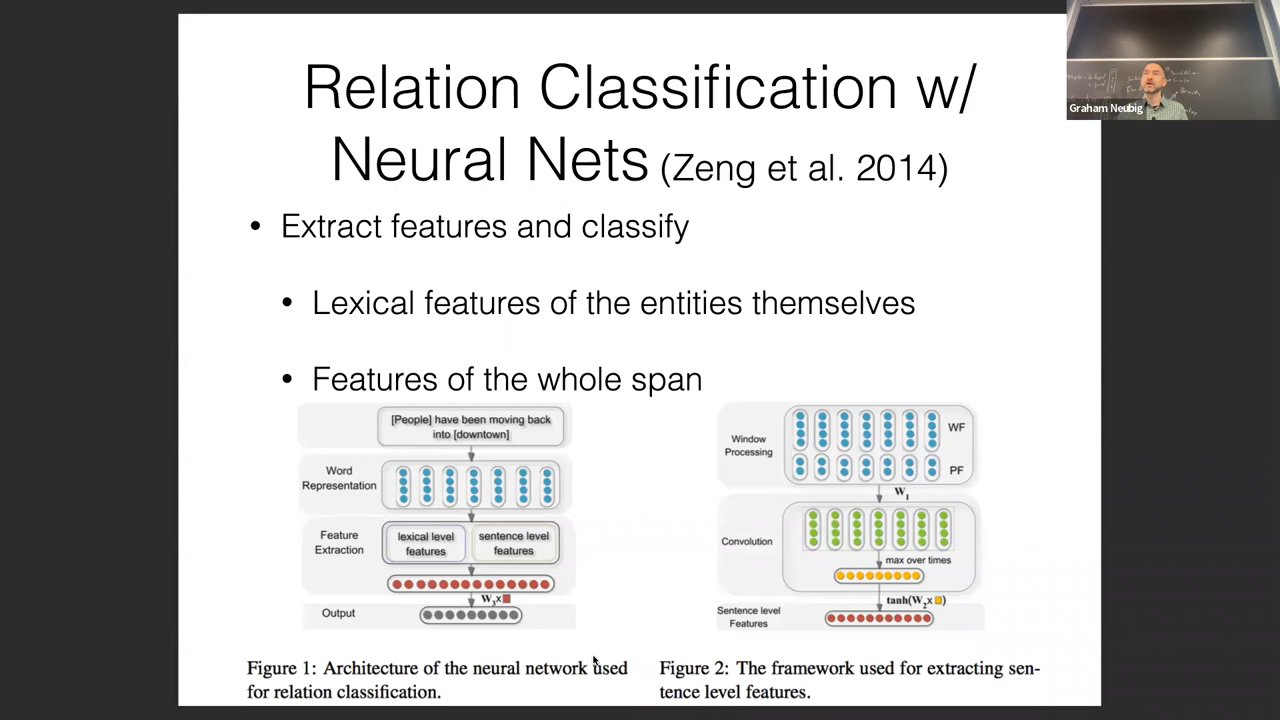 Relation Classification w/
Neural Nets (Zeng et al. 2014)
Graham Neubig
• Extract features and classify
• Lexical features of the entities themselves
• Features of the whole span
[People] have been moving back
into [downtown]
Word
Representation
Feature
Extraction
lexical level
features
sentence level
features
W3x
Output
Window
Processing
WF
PF
W1
Convolution
max over times
tanh(W2x )
Sentence level
Features
Figure 1: Architecture of the neural network used
for relation classification.
Figure 2: The framework used for extracting sen-
tence level features.